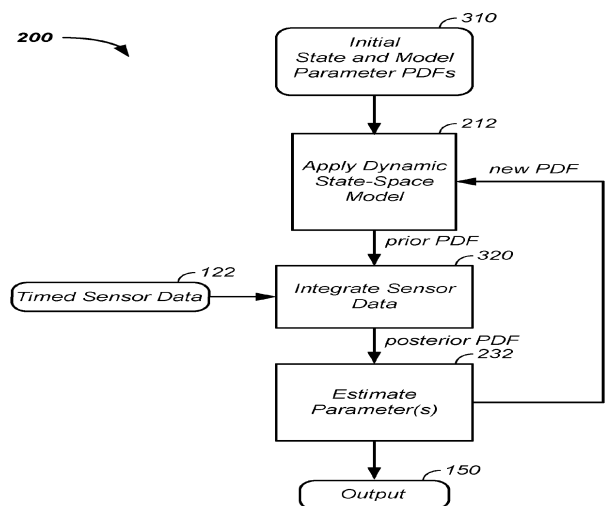 200
310
Initial
State and Model
Parameter PDFs
212
Apply Dynamic
State-Space
Model
new PDF
prior PDF
320
122
Timed Sensor Data
Integrate Sensor
Data
posterior PDF
232
Estimate
Parameter(s)
150
Output